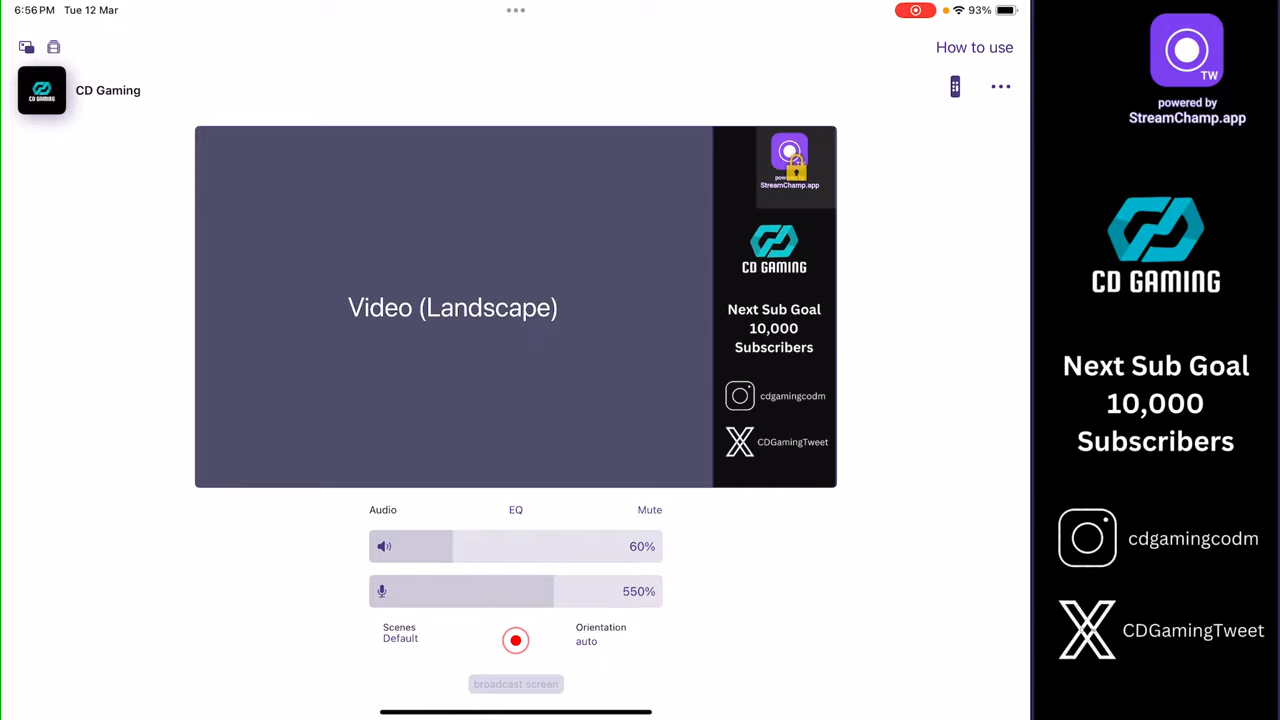 6:56 PM Tue 12 Mar
93%
How to use
CD Gaming
Video (Landscape)
StreamChamp.app
CD GAMING
Next Sub Goal
10,000
Subscribers
cdgamingcodm
CDGamingTweet
Audio
EQ
Mute
60%
550%
Scenes
Default
Orientation
auto
broadcast screen
TW
powered by
StreamChamp.app
CD GAMING
Next Sub Goal
10,000
Subscribers
cdgamingcodm
CDGamingTweet